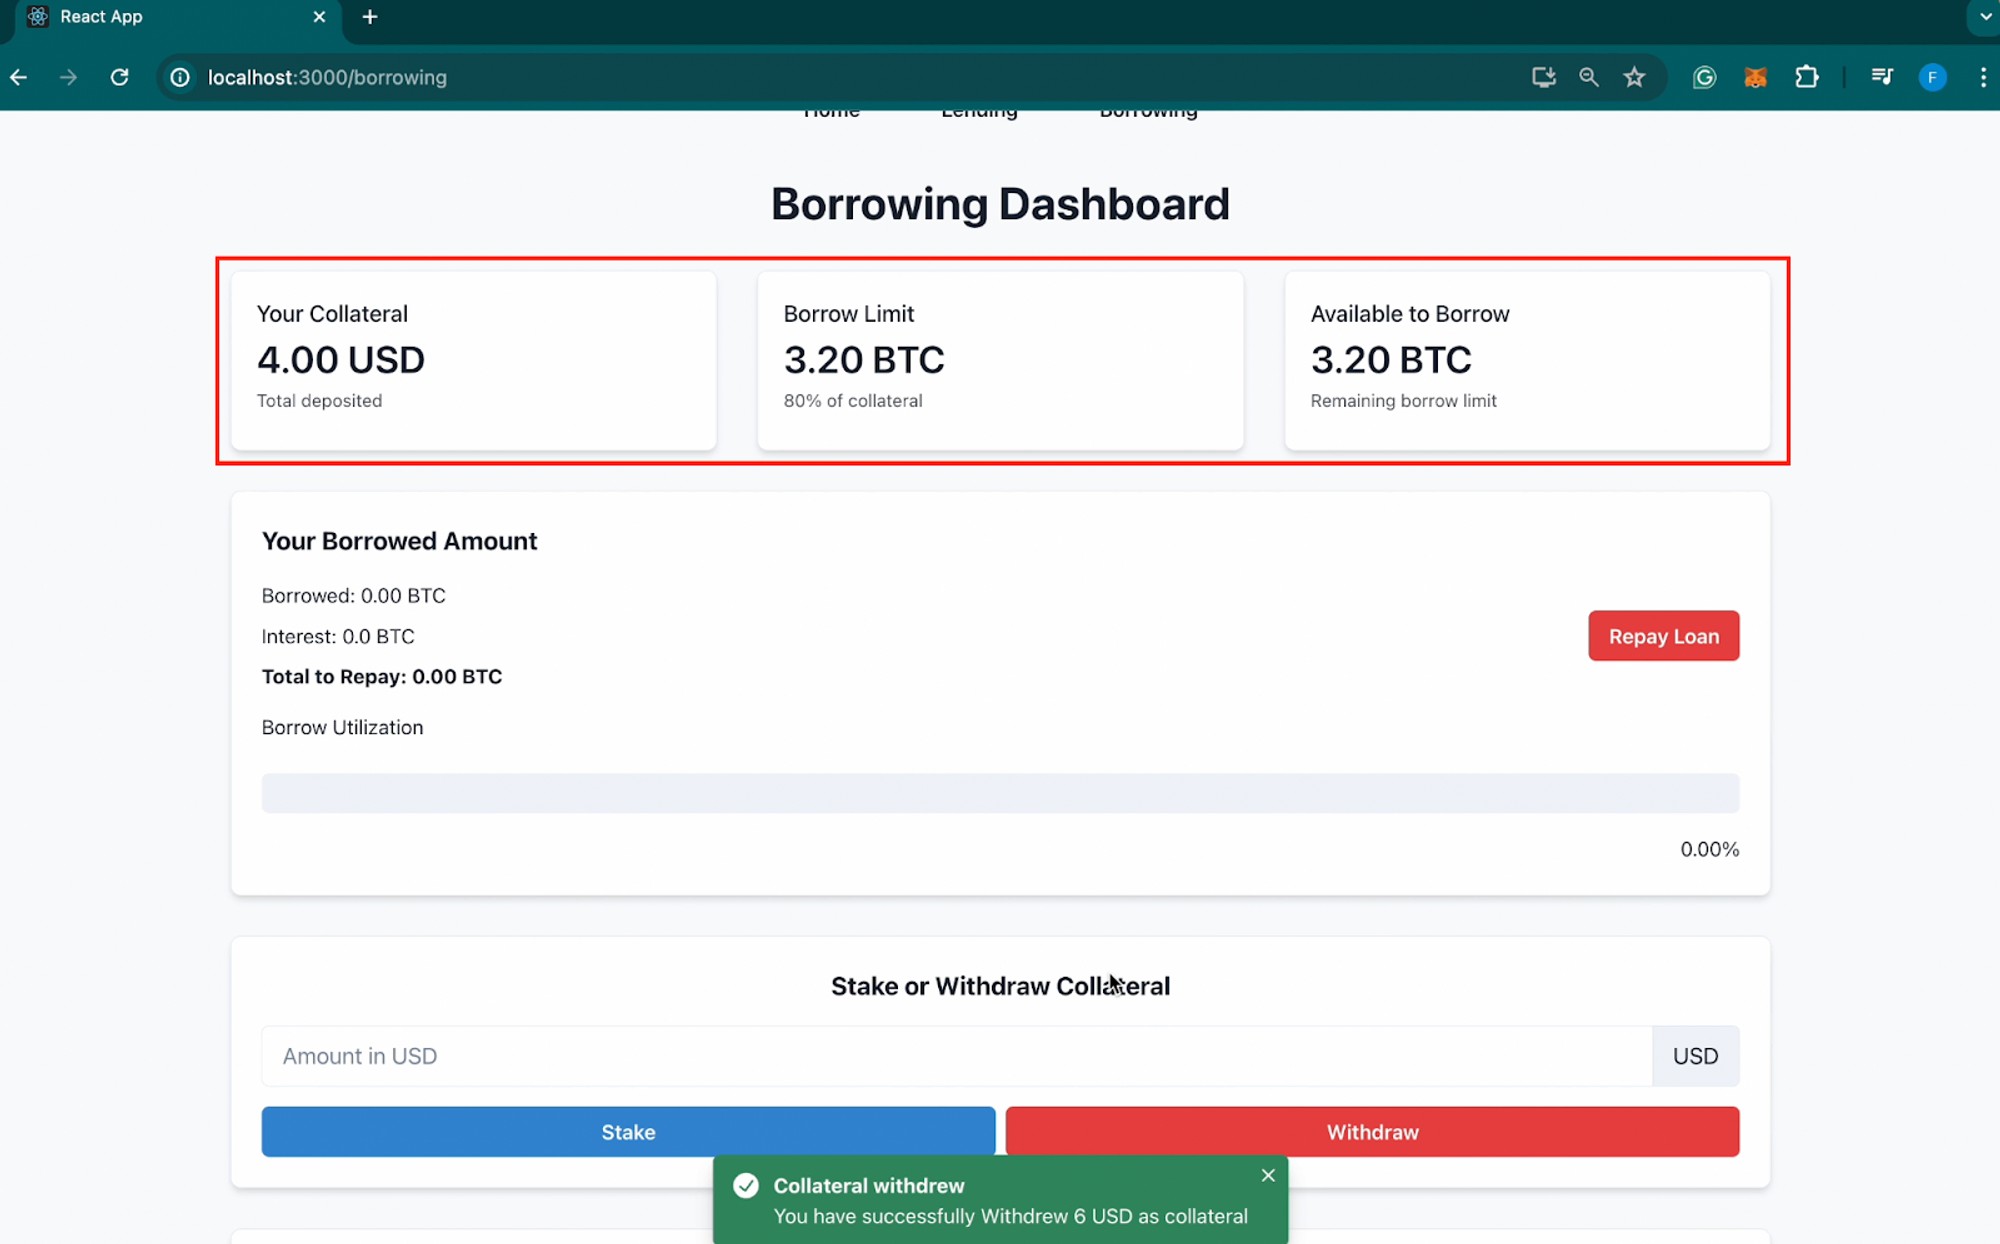 React App
localhost:3000/borrowing
F
Home Lending Borrowing
Borrowing Dashboard
Your Collateral
4.00 USD
Total deposited
Borrow Limit
3.20 BTC
80% of collateral
Available to Borrow
3.20 BTC
Remaining borrow limit
Your Borrowed Amount
Borrowed: 0.00 BTC
Interest: 0.0 BTC
Total to Repay: 0.00 BTC
Repay Loan
Borrow Utilization
0.00%
Stake or Withdraw Collateral
Amount in USD
USD
Stake
Withdraw
Collateral withdrew
You have successfully Withdrew 6 USD as collateral